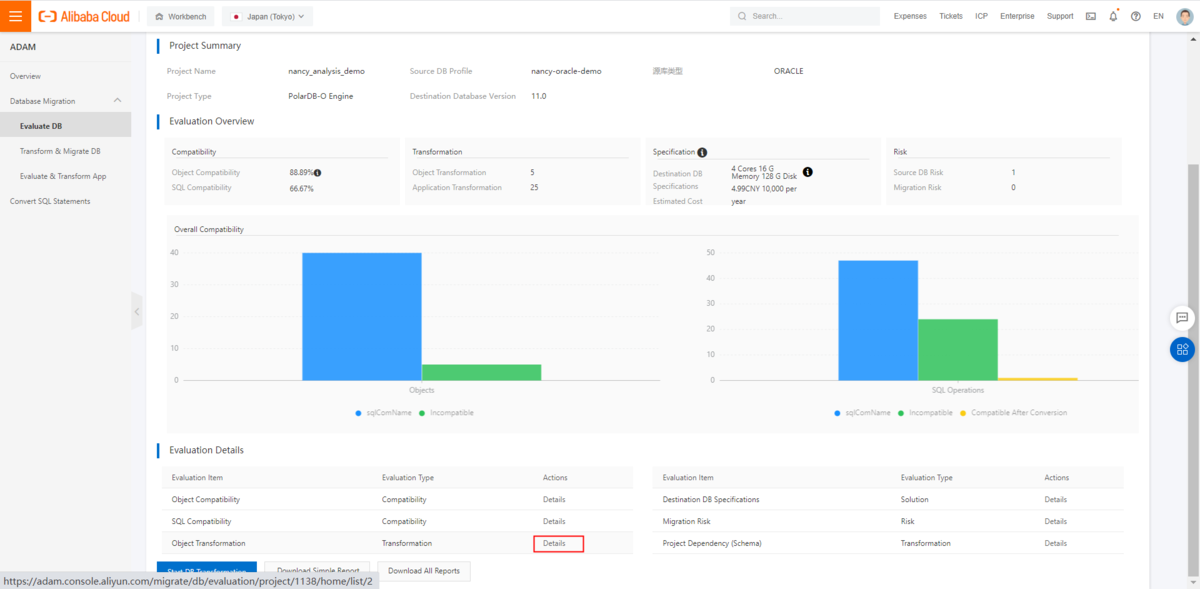 Alibaba Cloud Workbench Japan (Tokyo) Search... Expenses Tickets ICP Enterprise Support EN
ADAM
Overview
Database Migration
Evaluate DB
Transform & Migrate DB
Evaluate & Transform App
Convert SQL Statements
Project Summary
Project Name nancy_analysis_demo Source DB Profile nancy-oracle-demo 源库类型 ORACLE
Project Type PolarDB-O Engine Destination Database Version 11.0
Evaluation Overview
Compatibility
Object Compatibility 88.89%
SQL Compatibility 66.67%
Transformation
Object Transformation 5
Application Transformation 25
Specification
Destination DB Specifications 4 Cores 16 G Memory 128 G Disk
Estimated Cost 4.99CNY 10,000 per year
Risk
Source DB Risk 1
Migration Risk 0
Overall Compatibility
40
30
20
10
0
Objects
sqlComName Incompatible
50
40
30
20
10
0
SQL Operations
sqlComName Incompatible Compatible After Conversion
Evaluation Details
Evaluation Item Evaluation Type Actions
Object Compatibility Compatibility Details
SQL Compatibility Compatibility Details
Object Transformation Transformation Details
Evaluation Item Evaluation Type Actions
Destination DB Specifications Solution Details
Migration Risk Risk Details
Project Dependency (Schema) Transformation Details
Start DB Transformation Download Simple Report Download All Reports
https://adam.console.aliyun.com/migrate/db/evaluation/project/1138/home/list/2